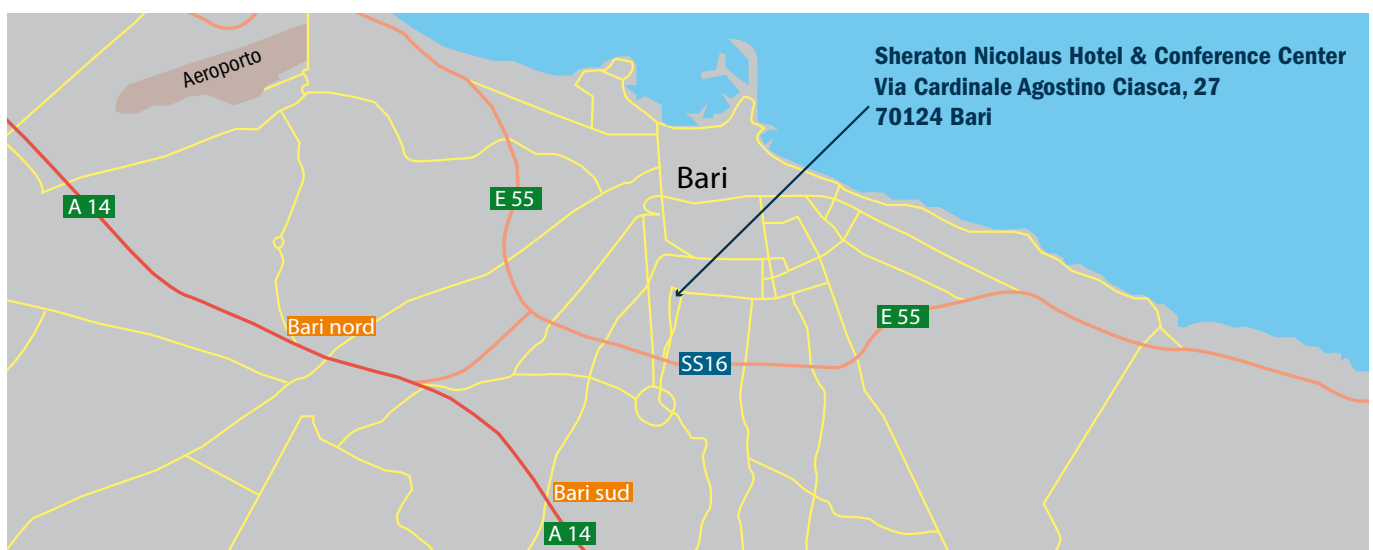 Aeroporto
Sheraton Nicolaus Hotel & Conference Center
Via Cardinale Agostino Ciasca, 27
70124 Bari
Bari
A 14
E 55
E 55
Bari nord
SS16
Bari sud
A 14